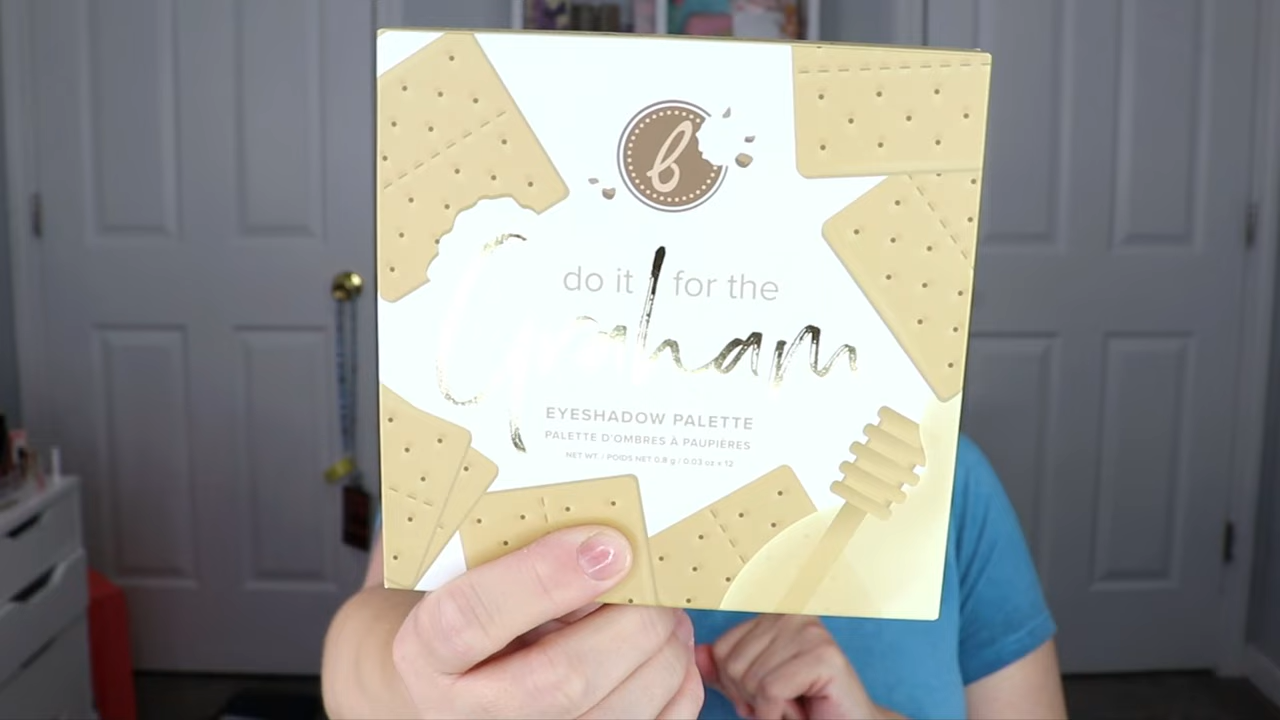 b
do it for the
Graham
EYESHADOW PALETTE
PALETTE D'OMBRES À PAUPIÈRES
NET WT. / POIDS NET 0.8 g / 0.03 oz x 12